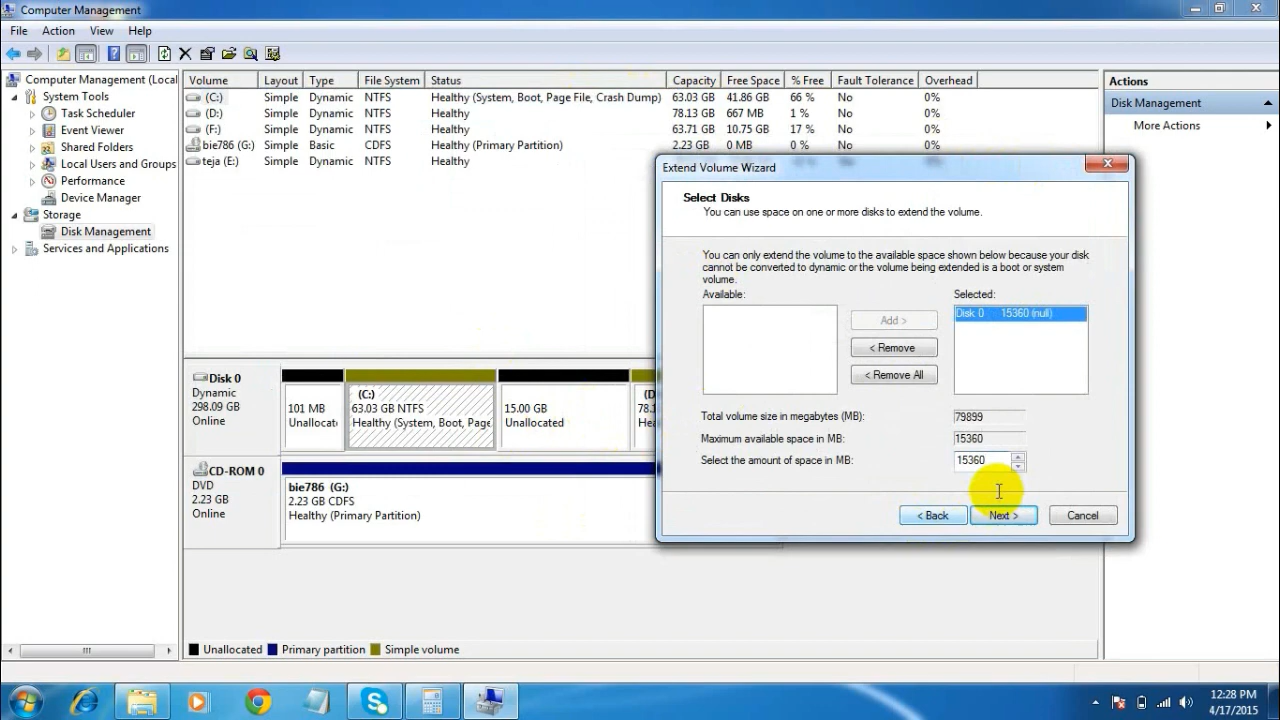 Computer Management
File Action View Help
Computer Management (Local
System Tools
Task Scheduler
Event Viewer
Shared Folders
Local Users and Groups
Performance
Device Manager
Storage
Disk Management
Services and Applications
Volume Layout Type File System Status Capacity Free Space % Free Fault Tolerance Overhead
(C:) Simple Dynamic NTFS Healthy (System, Boot, Page File, Crash Dump) 63.03 GB 41.86 GB 66 % No 0%
(D:) Simple Dynamic NTFS Healthy 78.13 GB 667 MB 1 % No 0%
(F:) Simple Dynamic NTFS Healthy 63.71 GB 10.75 GB 17 % No 0%
bie786 (G:) Simple Basic CDFS Healthy (Primary Partition) 2.23 GB 0 MB 0 % No 0%
teja (E:) Simple Dynamic NTFS Healthy
Actions
Disk Management
More Actions
Extend Volume Wizard
Select Disks
You can use space on one or more disks to extend the volume.
You can only extend the volume to the available space shown below because your disk
cannot be converted to dynamic or the volume being extended is a boot or system
volume.
Available: Selected:
Disk 0 15360 (null)
Add >
< Remove
< Remove All
Total volume size in megabytes (MB): 79899
Maximum available space in MB: 15360
Select the amount of space in MB: 15360
< Back Next > Cancel
Disk 0
Dynamic
298.09 GB
Online
101 MB
Unallocat
(C:)
63.03 GB NTFS
Healthy (System, Boot, Page
15.00 GB
Unallocated
(D
78.1
Hea
CD-ROM 0
DVD
2.23 GB
Online
bie786 (G:)
2.23 GB CDFS
Healthy (Primary Partition)
Unallocated Primary partition Simple volume
12:28 PM
4/17/2015